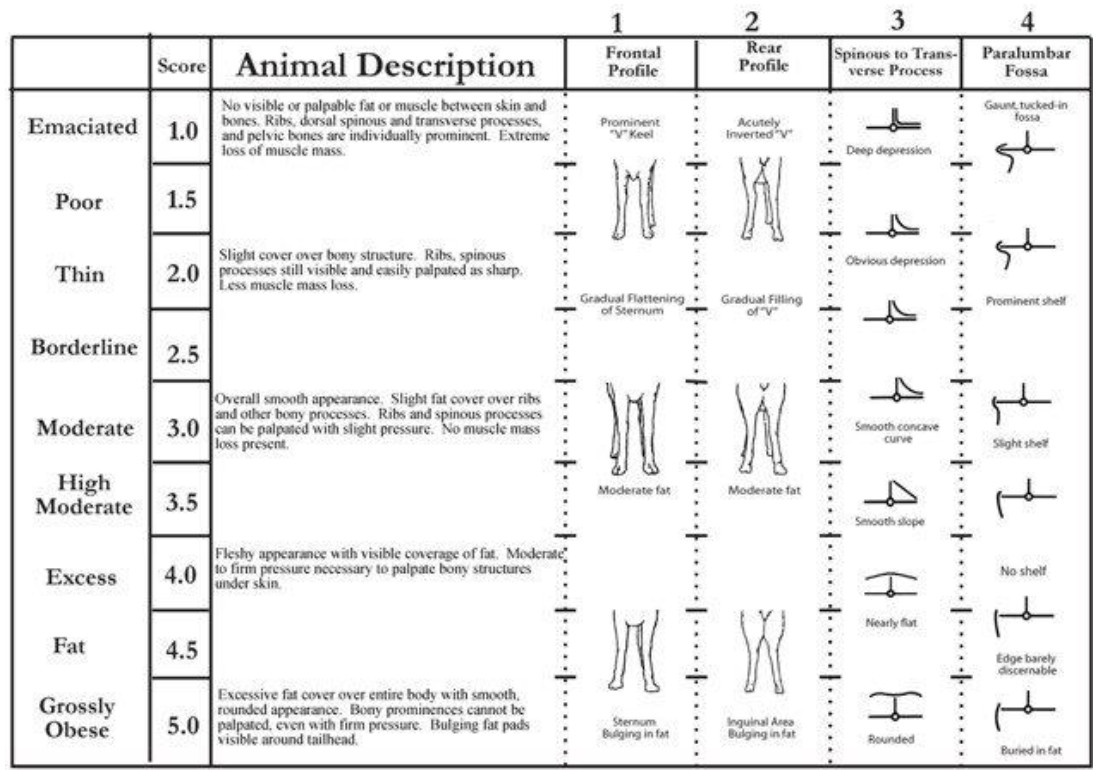 1 2 3 4
Score Animal Description Frontal Profile Rear Profile Spinous to Trans-verse Process Paralumbar Fossa
Emaciated
1.0
No visible or palpable fat or muscle between skin and
bones. Ribs, dorsal spinous and transverse processes,
and pelvic bones are individually prominent. Extreme
loss of muscle mass.
Prominent
"V" Keel
Acutely
Inverted "V"
Deep depression
Gaunt, tucked-in
fossa
Poor
1.5
Thin
2.0
Slight cover over bony structure. Ribs, spinous
processes still visible and easily palpated as sharp.
Less muscle mass loss.
Gradual Flattening
of Sternum
Gradual Filling
of "V"
Obvious depression
Prominent shelf
Borderline
2.5
Moderate
3.0
Overall smooth appearance. Slight fat cover over ribs
and other bony processes. Ribs and spinous processes
can be palpated with slight pressure. No muscle mass
loss present.
Moderate fat
Moderate fat
Smooth concave
curve
Slight shelf
High
Moderate
3.5
Smooth slope
Excess
4.0
Fleshy appearance with visible coverage of fat. Moderate
to firm pressure necessary to palpate bony structures
under skin.
Nearly flat
No shelf
Fat
4.5
Edge barely
discernable
Grossly
Obese
5.0
Excessive fat cover over entire body with smooth,
rounded appearance. Bony prominences cannot be
palpated, even with firm pressure. Bulging fat pads
visible around tailhead.
Sternum
Bulging in fat
Inguinal Area
Bulging in fat
Rounded
Buried in fat